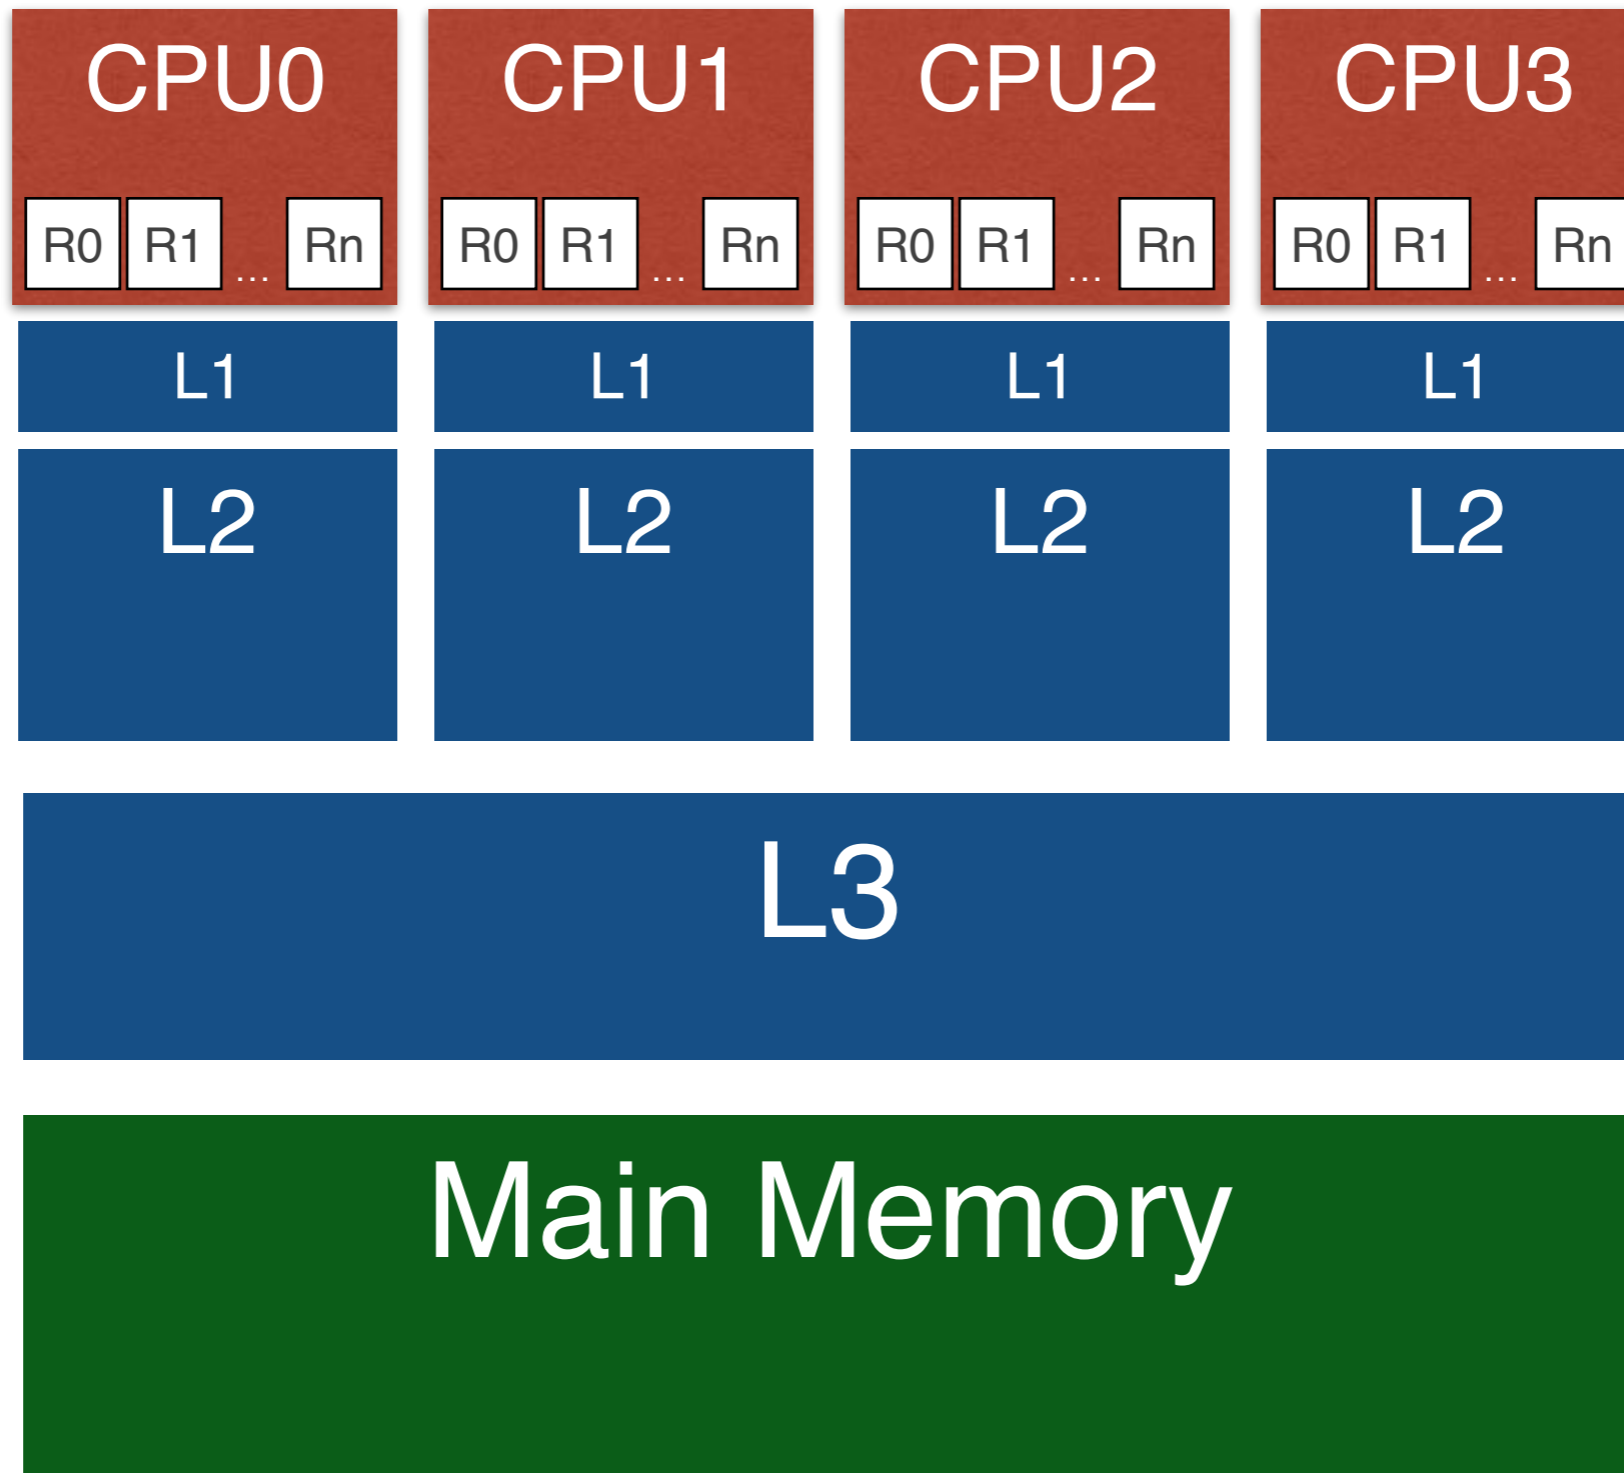 CPU0 CPU1 CPU2 CPU3
R0 R1 ... Rn R0 R1 ... Rn R0 R1 ... Rn R0 R1 ... Rn
L1 L1 L1 L1
L2 L2 L2 L2
L3
Main Memory